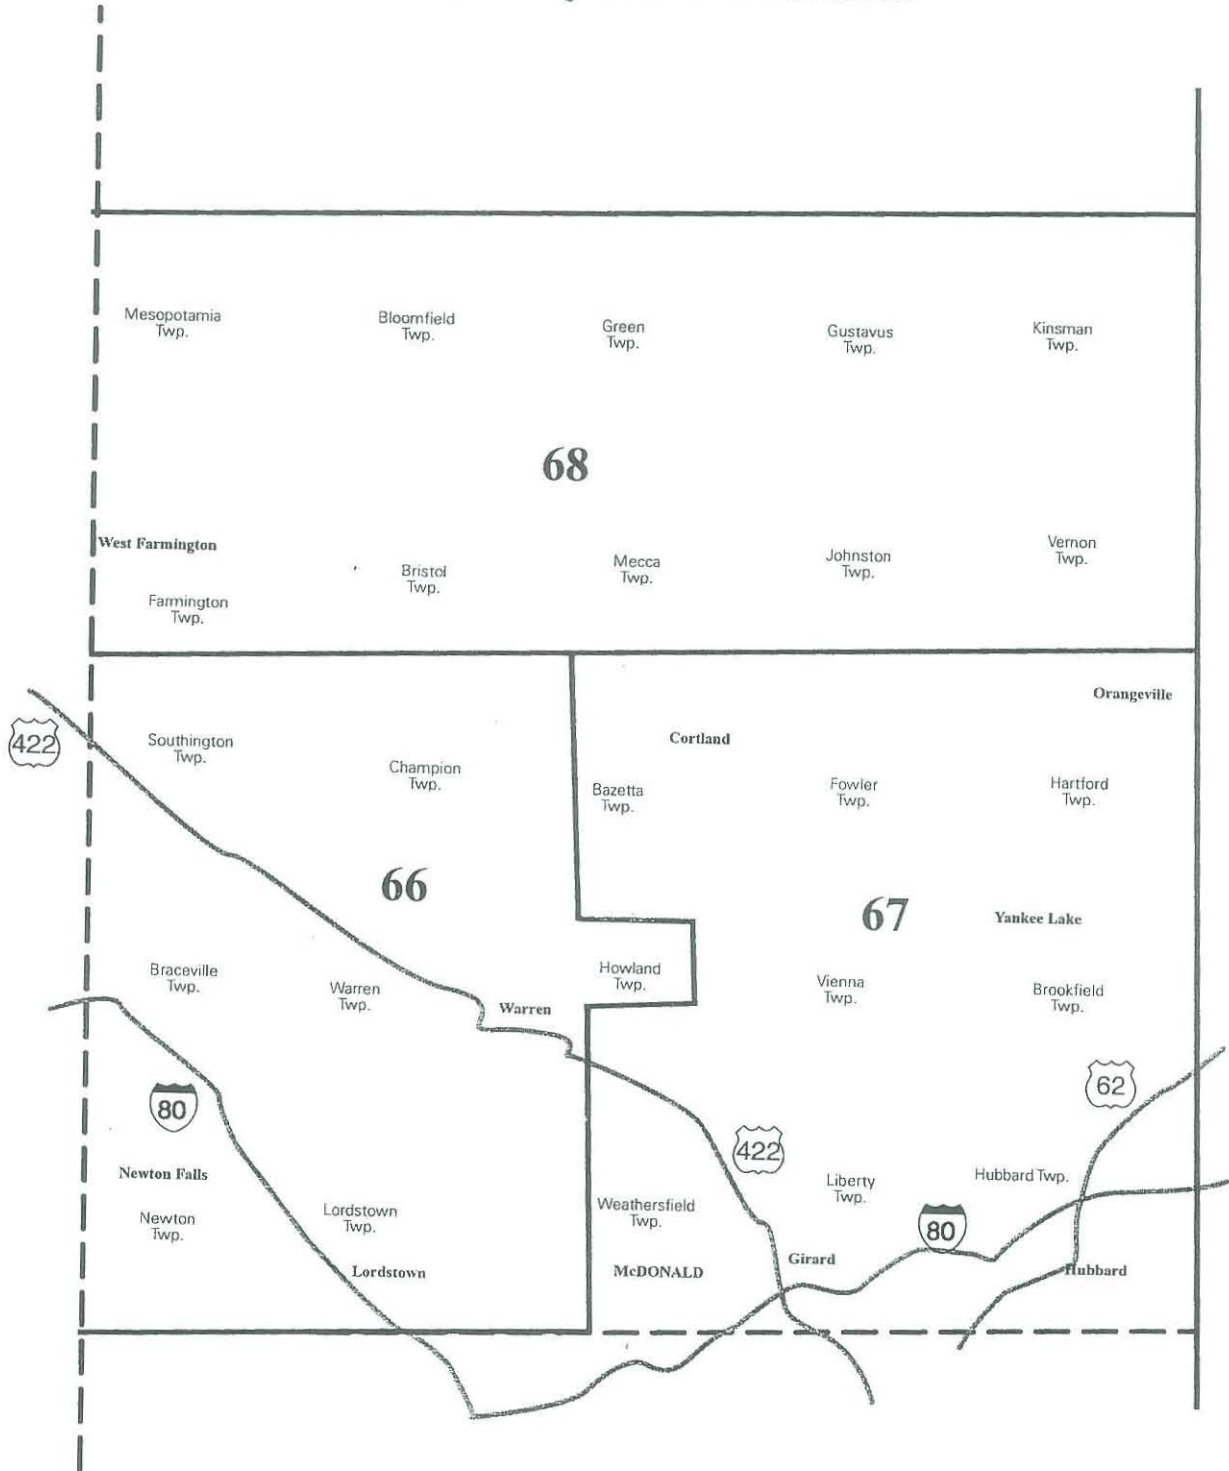 Mesopotamia
Twp.
Bloomfield
Twp.
Green
Twp.
Gustavus
Twp.
Kinsman
Twp.
68
West Farmington
Farmington
Twp.
Bristol
Twp.
Mecca
Twp.
Johnston
Twp.
Vernon
Twp.
422
Southington
Twp.
Champion
Twp.
Cortland
Orangeville
Bazetta
Twp.
Fowler
Twp.
Hartford
Twp.
66
67
Yankee Lake
Braceville
Twp.
Warren
Twp.
Warren
Howland
Twp.
Vienna
Twp.
Brookfield
Twp.
80
62
422
Newton Falls
Newton
Twp.
Lordstown
Twp.
Lordstown
Weathersfield
Twp.
McDONALD
Liberty
Twp.
Hubbard Twp.
80
Girard
Hubbard